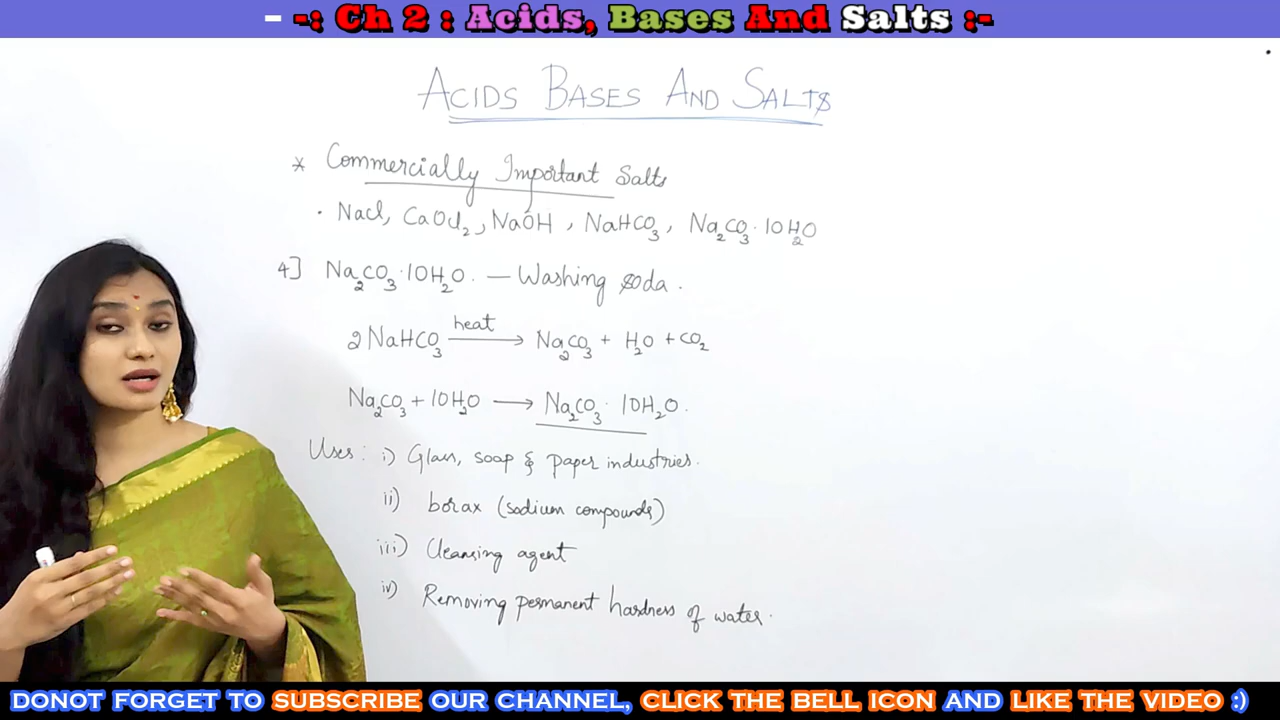 - -: Ch 2 : Acids, Bases And Salts :-
ACIDS BASES AND SALTS
* Commercially Important Salts
· NaCl, CaOCl₂, NaOH, NaHCO₃, Na₂CO₃·10H₂O
4] Na₂CO₃·10H₂O. — Washing soda.
2NaHCO₃ heat ⟶ Na₂CO₃ + H₂O + CO₂
Na₂CO₃ + 10H₂O ⟶ Na₂CO₃·10H₂O.
Uses: i) Glass, soap & paper industries.
ii) borax (sodium compounds)
iii) Cleansing agent
iv) Removing permanent hardness of water.
DONOT FORGET TO SUBSCRIBE OUR CHANNEL, CLICK THE BELL ICON AND LIKE THE VIDEO :)